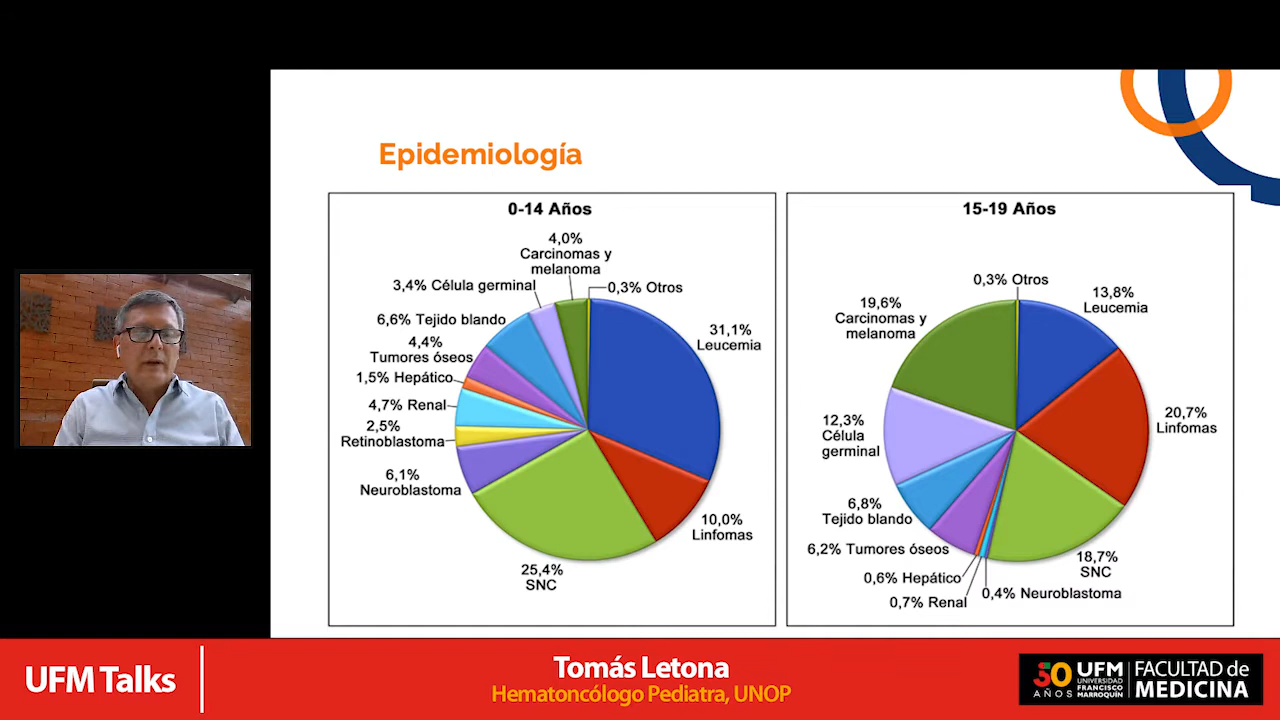 Epidemiología
0-14 Años
4,0%
Carcinomas y
melanoma
0,3% Otros
3,4% Célula germinal
6,6% Tejido blando
4,4%
Tumores óseos
1,5% Hepático
4,7% Renal
2,5%
Retinoblastoma
6,1%
Neuroblastoma
25,4%
SNC
10,0%
Linfomas
31,1%
Leucemia
15-19 Años
0,3% Otros
13,8%
Leucemia
19,6%
Carcinomas y
melanoma
20,7%
Linfomas
12,3%
Célula
germinal
6,8%
Tejido blando
6,2% Tumores óseos
0,6% Hepático
0,7% Renal
0,4% Neuroblastoma
18,7%
SNC
UFM Talks
Tomás Letona
Hematoncólogo Pediatra, UNOP
50
AÑOS
UFM
UNIVERSIDAD
FRANCISCO
MARROQUÍN
FACULTAD de
MEDICINA